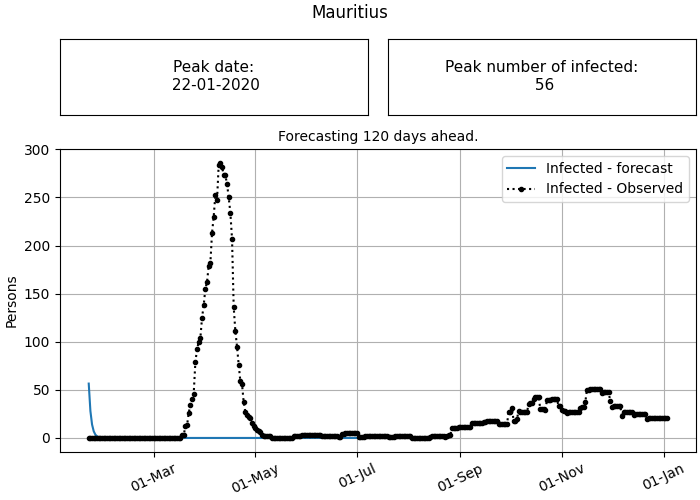 Mauritius
Peak date:
22-01-2020
Peak number of infected:
56
Forecasting 120 days ahead.
Infected - forecast
Infected - Observed
Persons
300
250
200
150
100
50
0
01-Mar
01-May
01-Jul
01-Sep
01-Nov
01-Jan